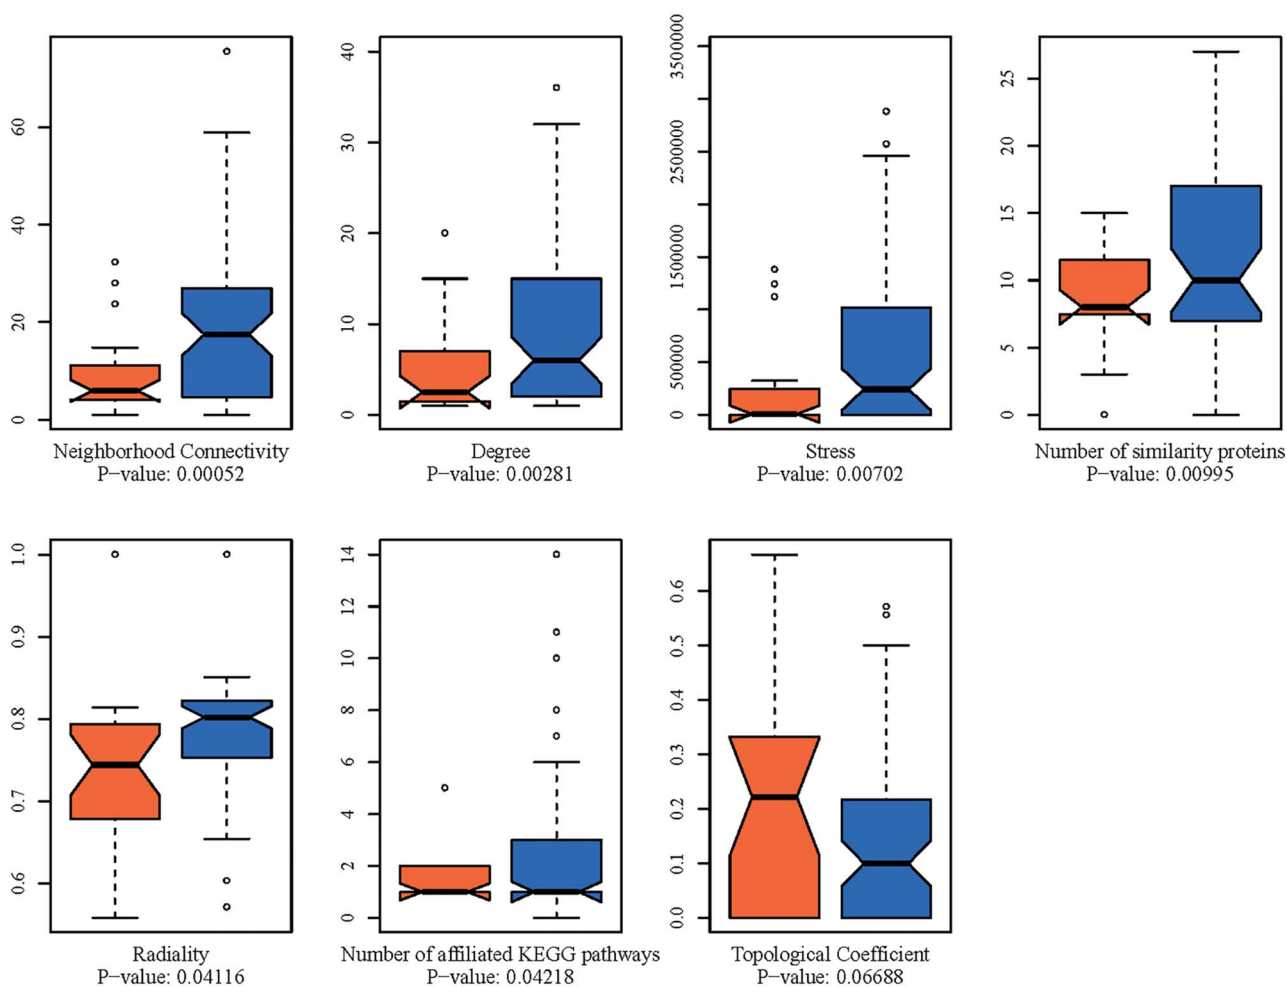 60
40
20
0
Neighborhood Connectivity
P−value: 0.00052
40
30
20
10
0
Degree
P−value: 0.00281
3500000
2500000
1500000
500000
0
Stress
P−value: 0.00702
25
20
15
10
5
0
Number of similarity proteins
P−value: 0.00995
1.0
0.9
0.8
0.7
0.6
Radiality
P−value: 0.04116
14
12
10
8
6
4
2
0
Number of affiliated KEGG pathways
P−value: 0.04218
0.6
0.5
0.4
0.3
0.2
0.1
0.0
Topological Coefficient
P−value: 0.06688